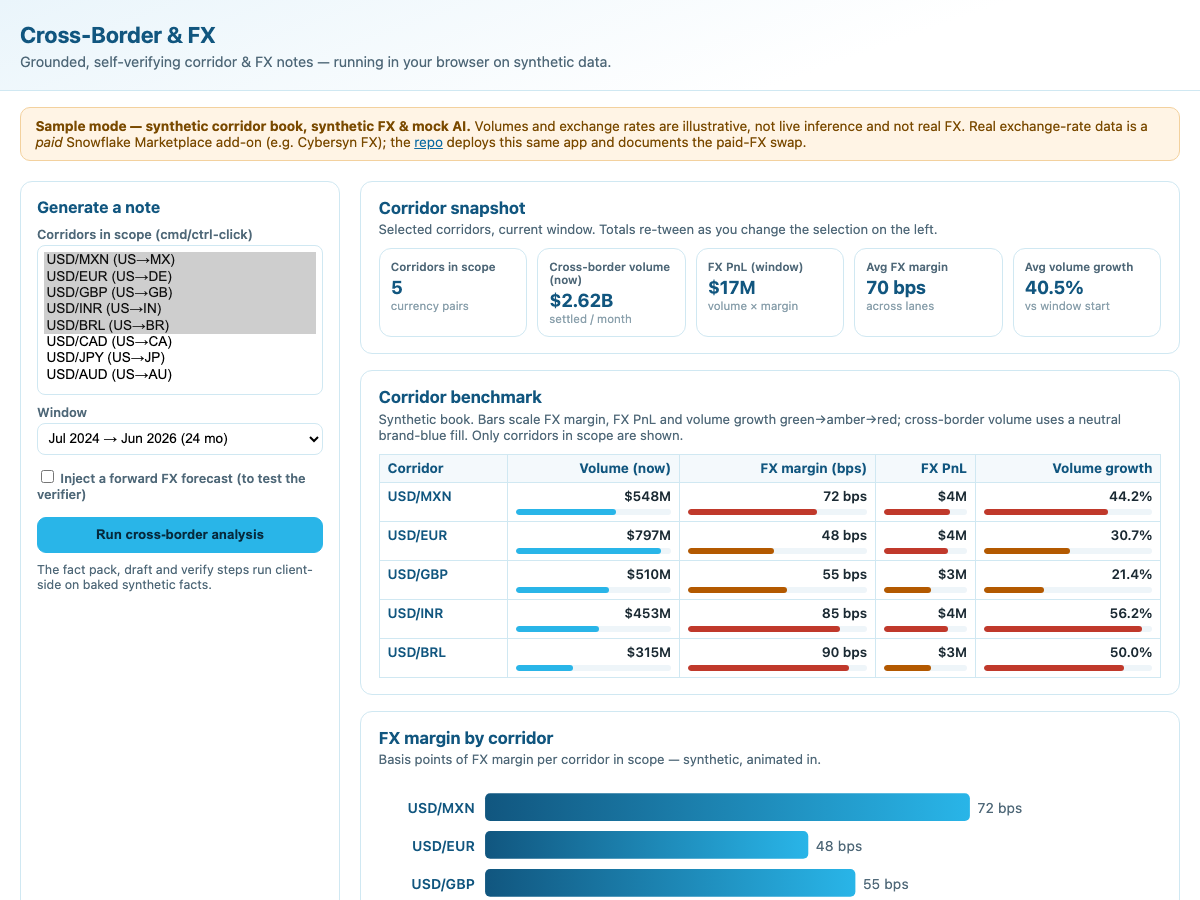 Cross-Border & FX
Grounded, self-verifying corridor & FX notes — running in your browser on synthetic data.
Sample mode — synthetic corridor book, synthetic FX & mock AI. Volumes and exchange rates are illustrative, not live inference and not real FX. Real exchange-rate data is a
paid Snowflake Marketplace add-on (e.g. Cybersyn FX); the repo deploys this same app and documents the paid-FX swap.
Generate a note
Corridors in scope (cmd/ctrl-click)
USD/MXN (US→MX)
USD/EUR (US→DE)
USD/GBP (US→GB)
USD/INR (US→IN)
USD/BRL (US→BR)
USD/CAD (US→CA)
USD/JPY (US→JP)
USD/AUD (US→AU)
Window
Jul 2024 → Jun 2026 (24 mo)
Inject a forward FX forecast (to test the
verifier)
Run cross-border analysis
The fact pack, draft and verify steps run client-
side on baked synthetic facts.
Corridor snapshot
Selected corridors, current window. Totals re-tween as you change the selection on the left.
Corridors in scope
5
currency pairs
Cross-border volume
(now)
$2.62B
settled / month
FX PnL (window)
$17M
volume × margin
Avg FX margin
70 bps
across lanes
Avg volume growth
40.5%
vs window start
Corridor benchmark
Synthetic book. Bars scale FX margin, FX PnL and volume growth green→amber→red; cross-border volume uses a neutral
brand-blue fill. Only corridors in scope are shown.
Corridor Volume (now) FX margin (bps) FX PnL Volume growth
USD/MXN $548M 72 bps $4M 44.2%
USD/EUR $797M 48 bps $4M 30.7%
USD/GBP $510M 55 bps $3M 21.4%
USD/INR $453M 85 bps $4M 56.2%
USD/BRL $315M 90 bps $3M 50.0%
FX margin by corridor
Basis points of FX margin per corridor in scope — synthetic, animated in.
USD/MXN 72 bps
USD/EUR 48 bps
USD/GBP 55 bps